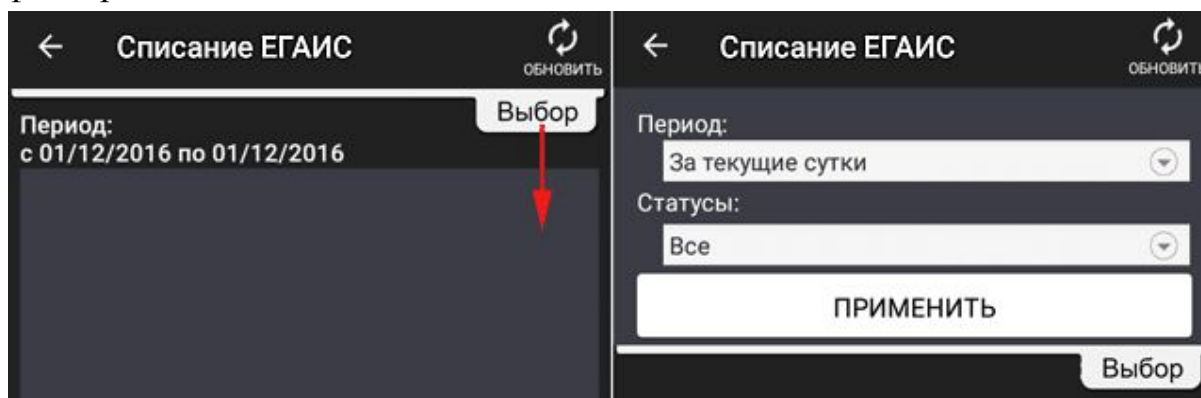 Списание ЕГАИС
ОБНОВИТЬ
Выбор
Период:
с 01/12/2016 по 01/12/2016
Списание ЕГАИС
ОБНОВИТЬ
Период:
За текущие сутки
Статусы:
Все
ПРИМЕНИТЬ
Выбор